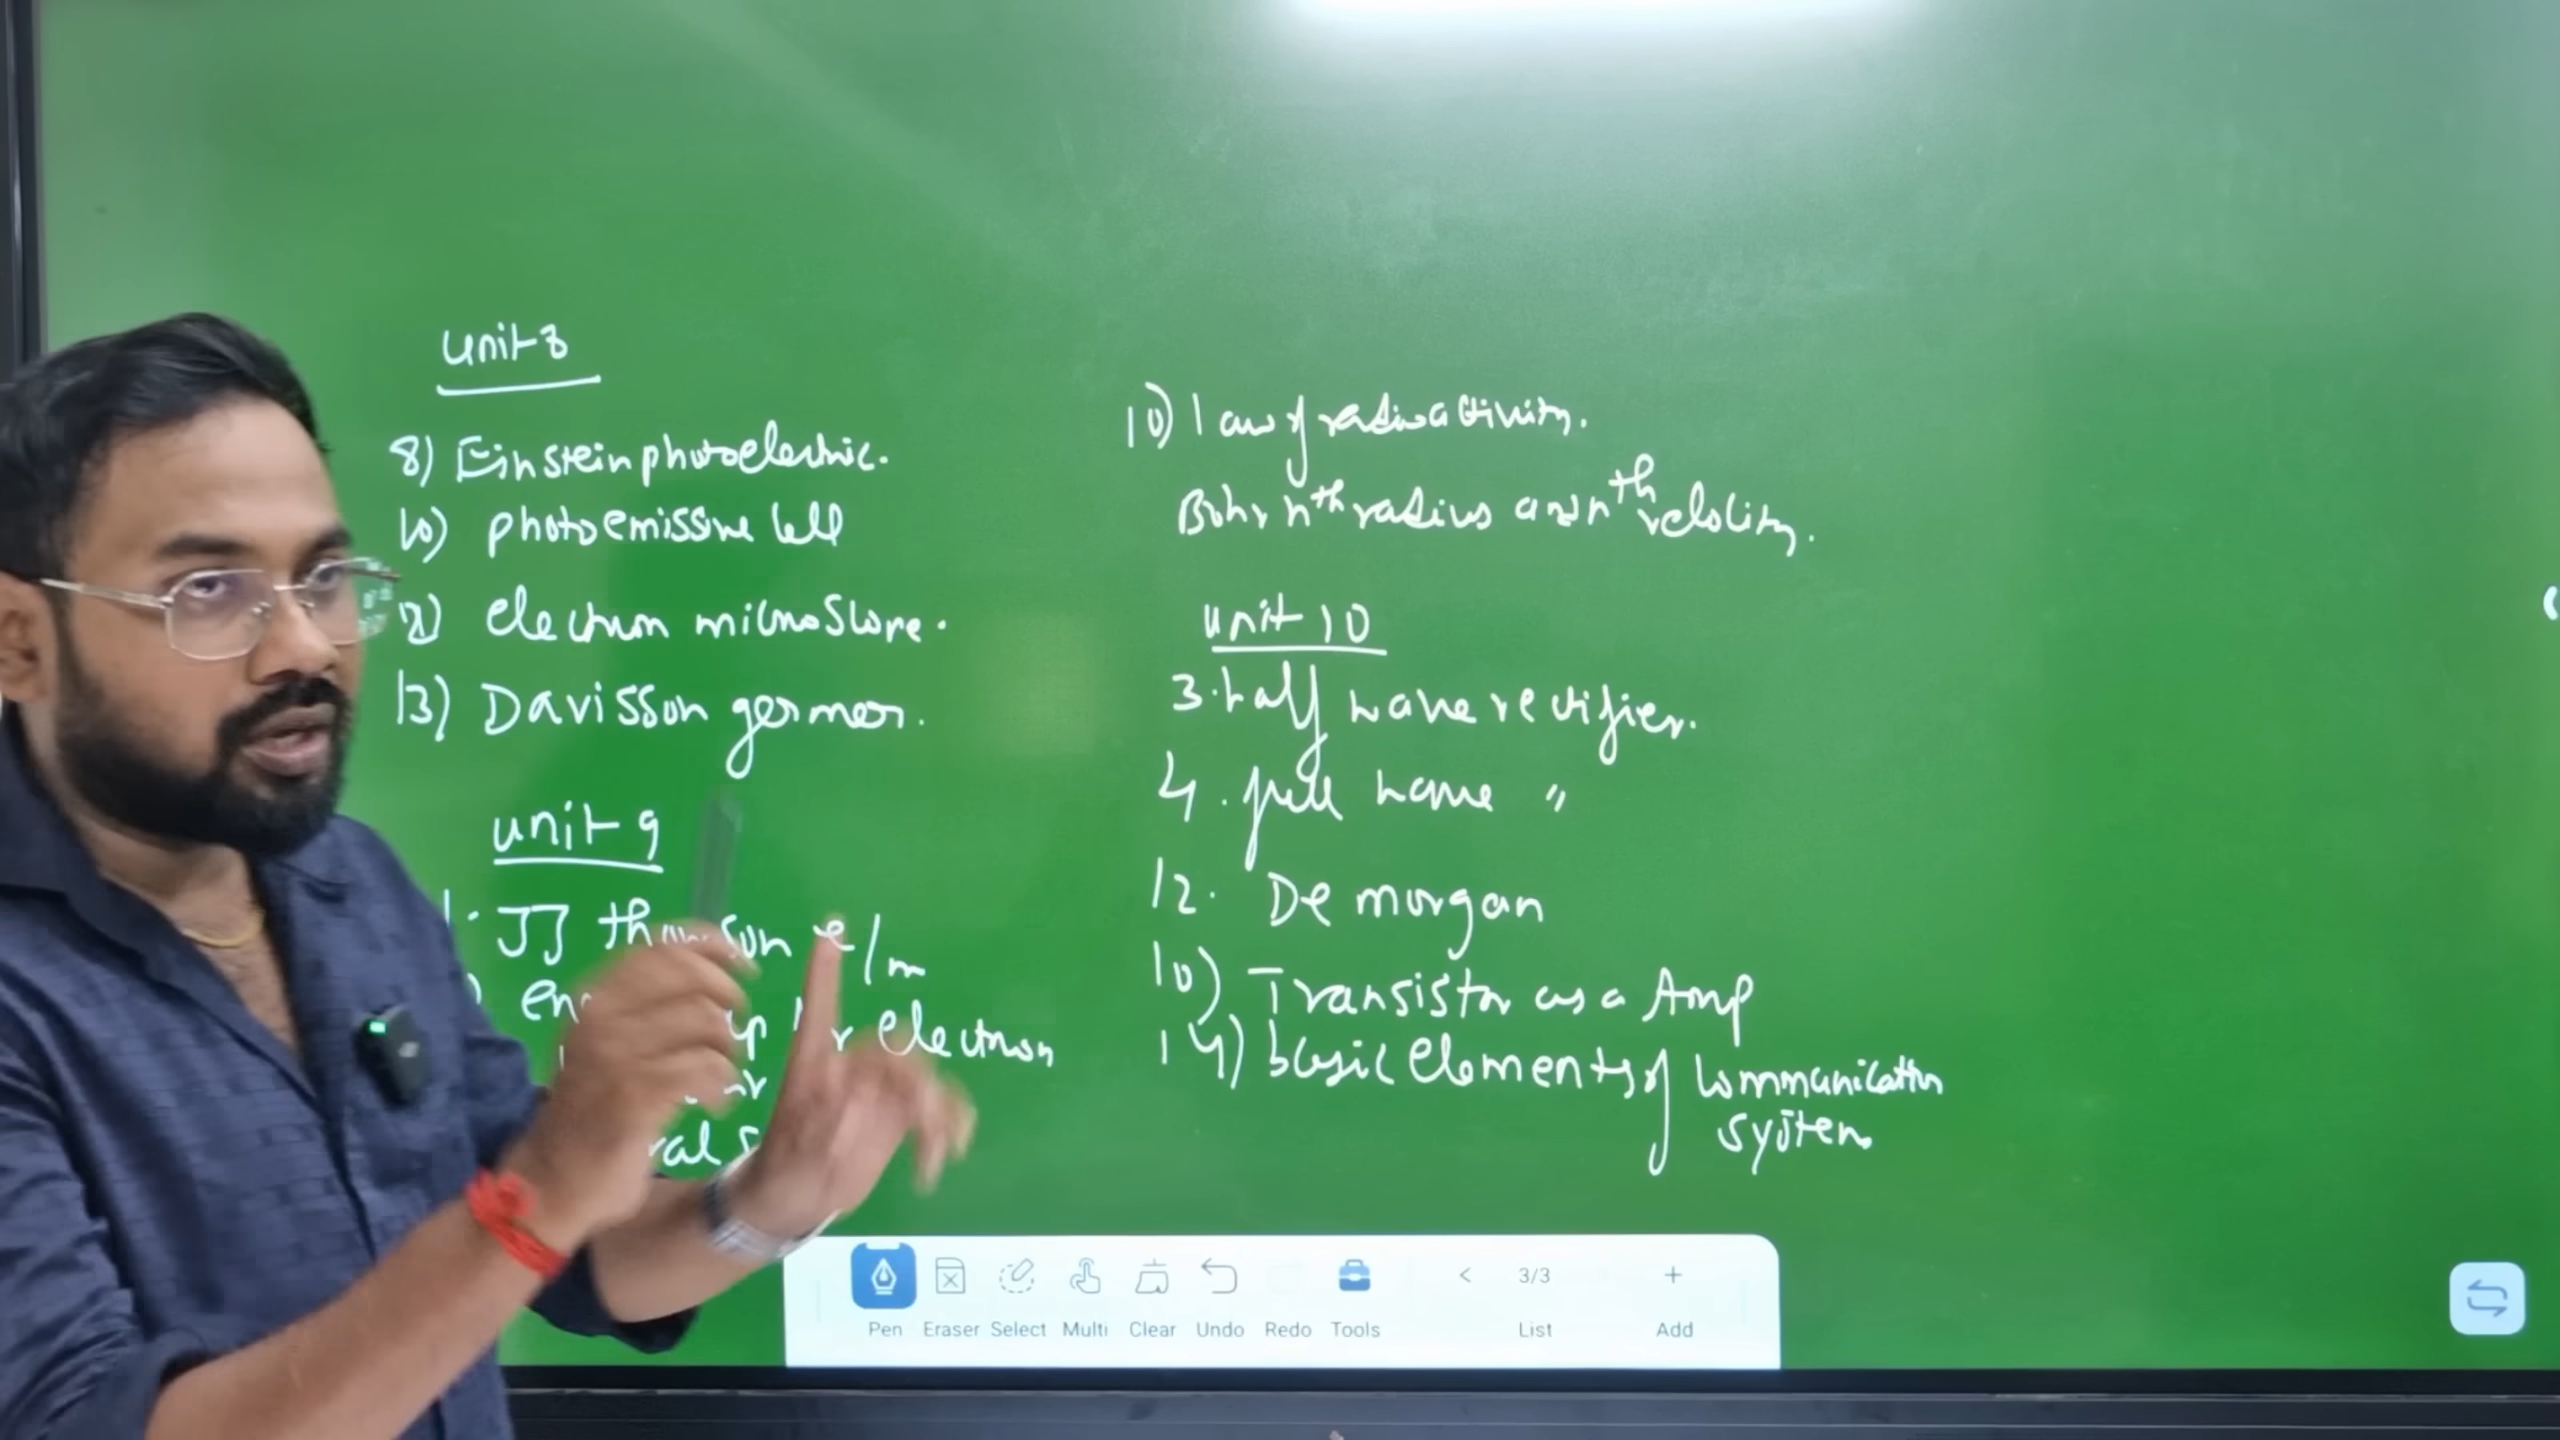 unit 8
8) Einstein photoelectric.
10) photoemissive cell
electron microscope.
13) Davisson germer.
unit 9
1. JJ thomson e/m
electron
10) law of radioactivity.
Bohr nth radius and nth velocity.
unit 10
3. half wave rectifier.
4. full wave "
12. De morgan
10) Transistor as a Amp
14) basic elements of communication
system
Pen Eraser Select Multi Clear Undo Redo Tools < 3/3 List + Add